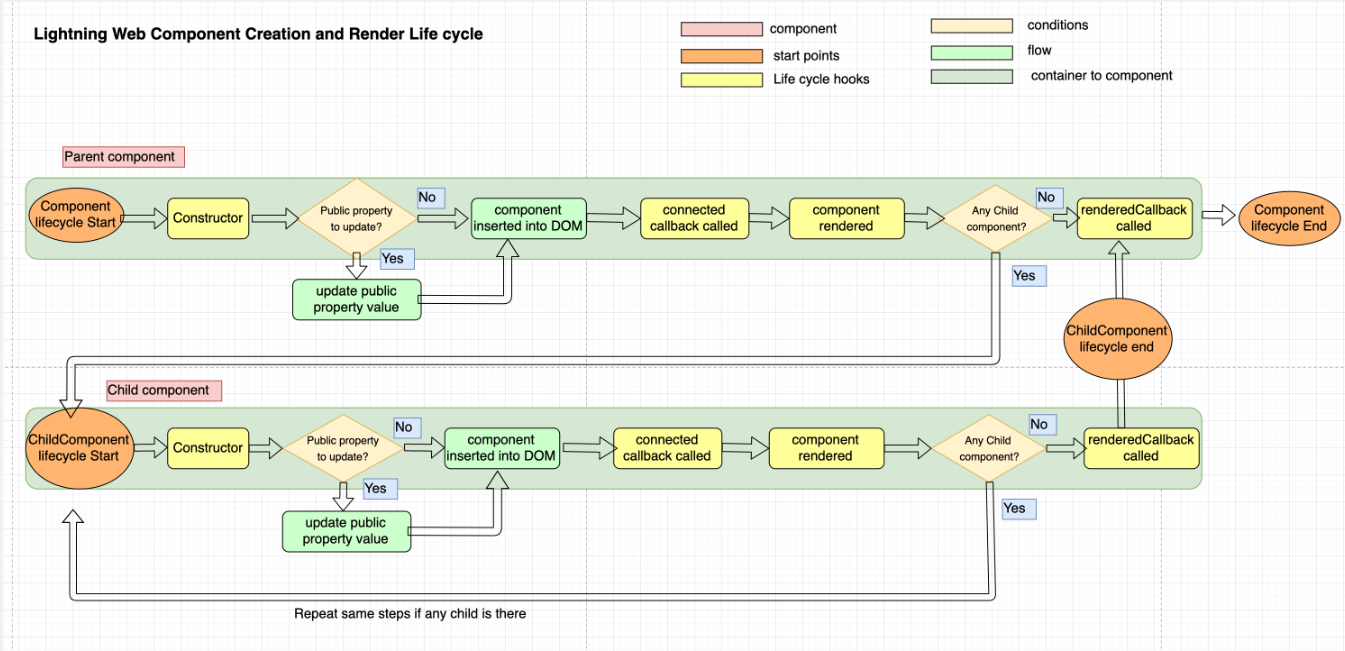 Lightning Web Component Creation and Render Life cycle
component
start points
Life cycle hooks
conditions
flow
container to component
Parent component
Component
lifecycle Start
Constructor
Public property
to update?
No
Yes
update public
property value
component
inserted into DOM
connected
callback called
component
rendered
Any Child
component?
No
Yes
renderedCallback
called
Component
lifecycle End
ChildComponent
lifecycle end
Child component
ChildComponent
lifecycle Start
Constructor
Public property
to update?
No
Yes
update public
property value
component
inserted into DOM
connected
callback called
component
rendered
Any Child
component?
No
Yes
renderedCallback
called
Repeat same steps if any child is there